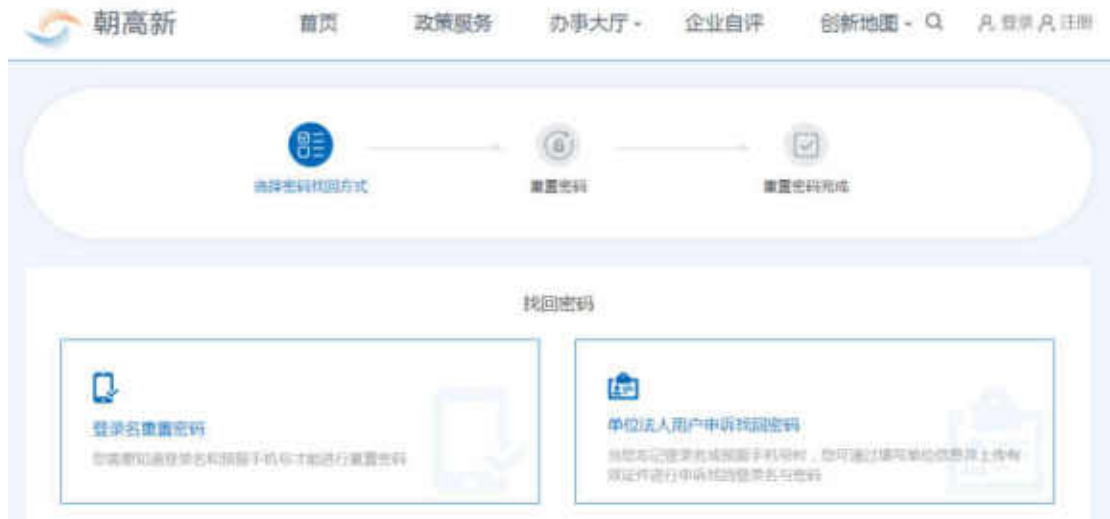 朝高新
首页
政策服务
办事大厅
企业自评
创新地图
登录 注册
选择密码找回方式
重置密码
重置密码完成
找回密码
登录名重置密码
单位法人用户申诉找回密码
您需要知道登录名和预留手机号才能进行重置密码
当您忘记登录名或预留手机号时，您可通过填写单位信息并上传有
效证件进行申诉找回登录名与密码